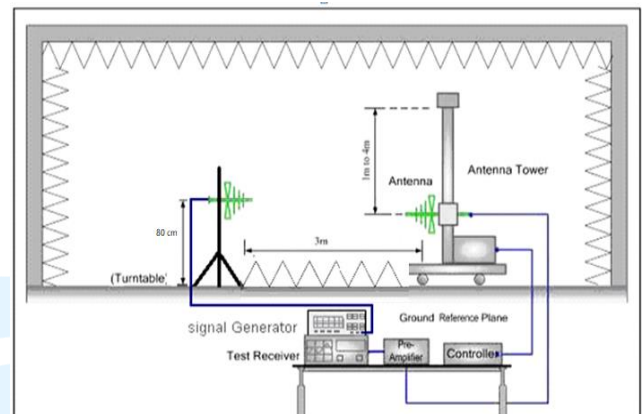 1m to 4m
Antenna
Antenna Tower
80 cm
3m
(Turntable)
Ground Reference Plane
signal Generator
Test Receiver
Pre-
Amplifier
Controller